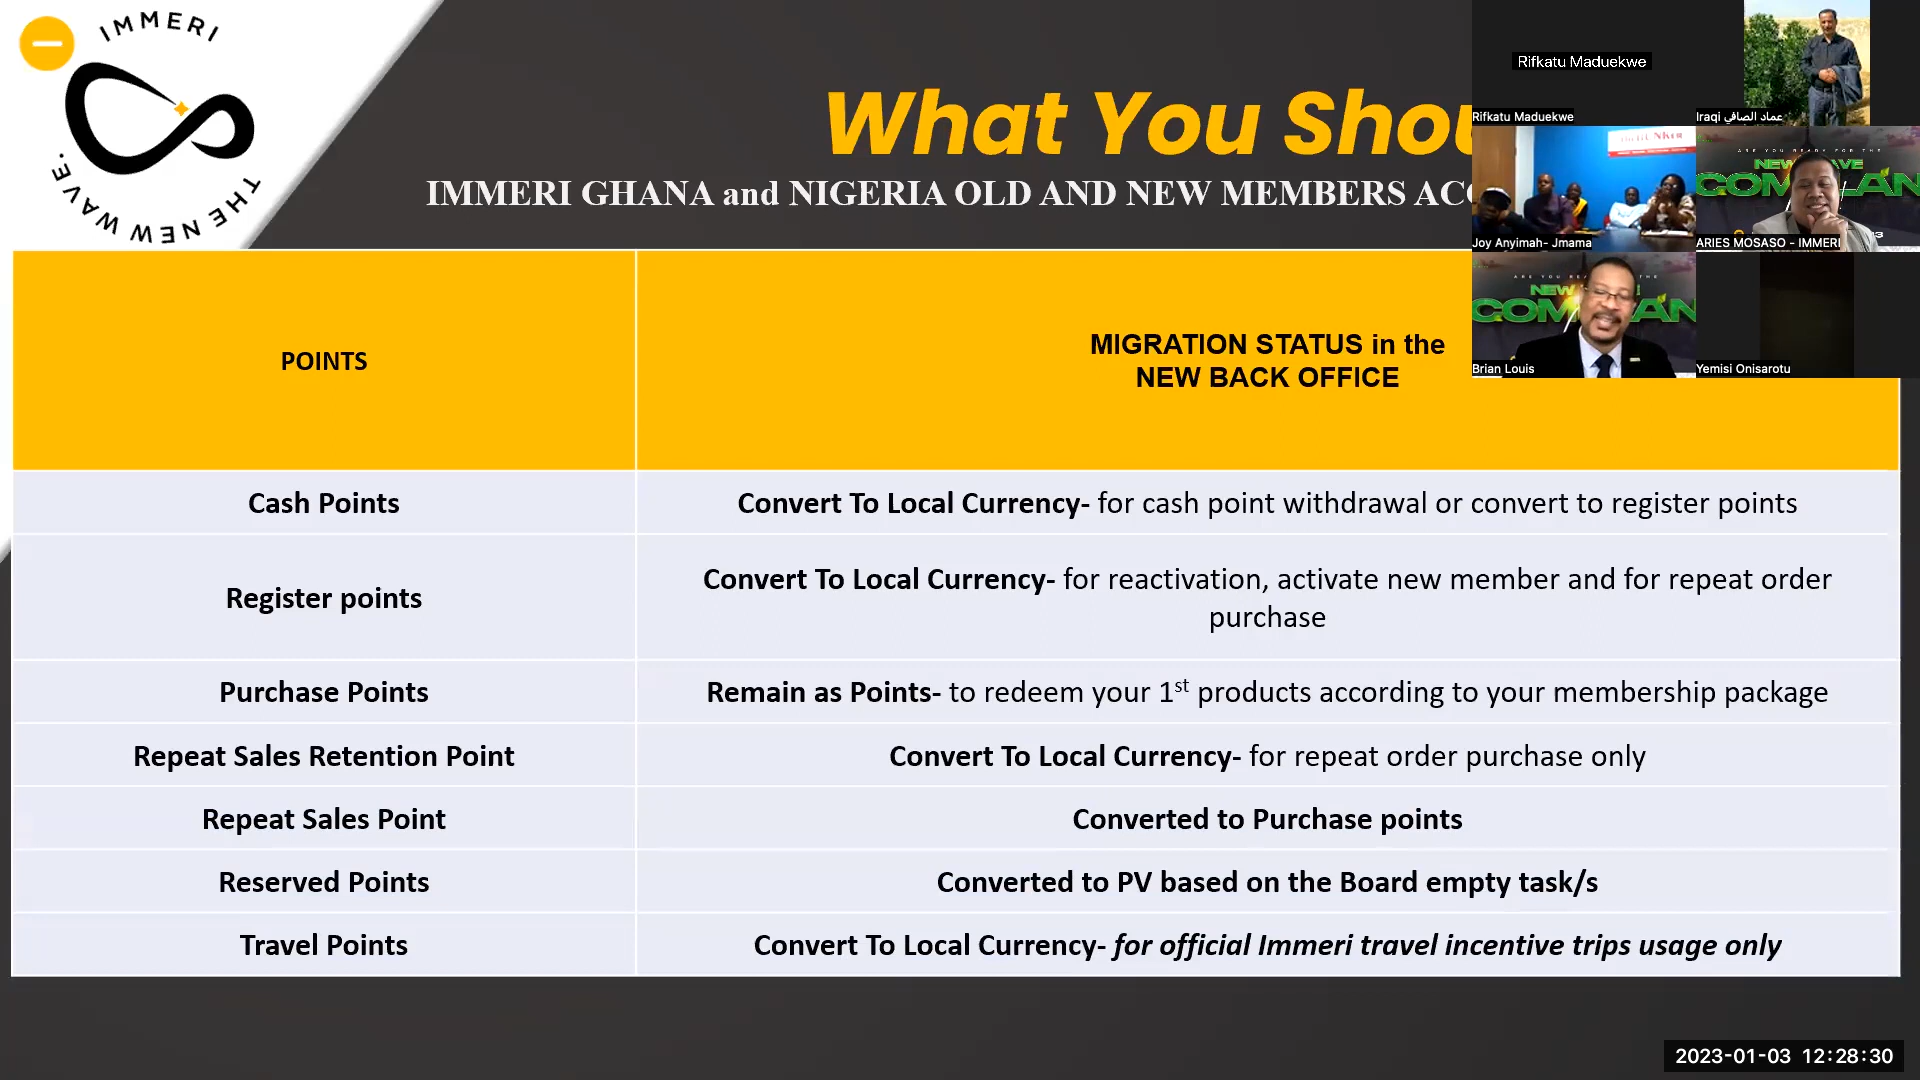 IMMERI
THE NEW WAVE.
What You Shou
IMMERI GHANA and NIGERIA OLD AND NEW MEMBERS ACC
POINTS
MIGRATION STATUS in the
NEW BACK OFFICE
Cash Points
Convert To Local Currency- for cash point withdrawal or convert to register points
Register points
Convert To Local Currency- for reactivation, activate new member and for repeat order
purchase
Purchase Points
Remain as Points- to redeem your 1st products according to your membership package
Repeat Sales Retention Point
Convert To Local Currency- for repeat order purchase only
Repeat Sales Point
Converted to Purchase points
Reserved Points
Converted to PV based on the Board empty task/s
Travel Points
Convert To Local Currency- for official Immeri travel incentive trips usage only
Rifkatu Maduekwe
Rifkatu Maduekwe
Iraqi عماد الصافي
Joy Anyimah- Jmama
ARE YOU READY FOR THE
ARIES MOSASO - IMMERI
Brian Louis
Yemisi Onisarotu
2023-01-03 12:28:30